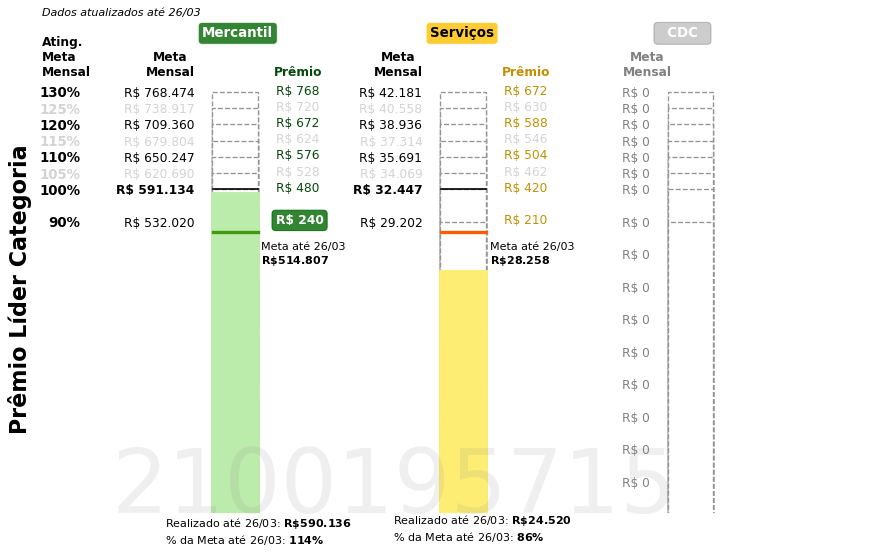 Dados atualizados até 26/03
Mercantil
Serviços
CDC
Ating.
Meta
Mensal
Meta
Mensal
Prêmio
Meta
Mensal
Prêmio
Meta
Mensal
130% R$ 768.474 R$ 768 R$ 42.181 R$ 672 R$ 0
125% R$ 738.917 R$ 720 R$ 40.558 R$ 630 R$ 0
120% R$ 709.360 R$ 672 R$ 38.936 R$ 588 R$ 0
115% R$ 679.804 R$ 624 R$ 37.314 R$ 546 R$ 0
110% R$ 650.247 R$ 576 R$ 35.691 R$ 504 R$ 0
105% R$ 620.690 R$ 528 R$ 34.069 R$ 462 R$ 0
100% R$ 591.134 R$ 480 R$ 32.447 R$ 420 R$ 0
90% R$ 532.020 R$ 240 R$ 29.202 R$ 210 R$ 0
Meta até 26/03
R$514.807
Meta até 26/03
R$28.258
R$ 0
R$ 0
R$ 0
R$ 0
R$ 0
R$ 0
R$ 0
R$ 0
Prêmio Líder Categoria
2100195715
Realizado até 26/03: R$590.136
% da Meta até 26/03: 114%
Realizado até 26/03: R$24.520
% da Meta até 26/03: 86%